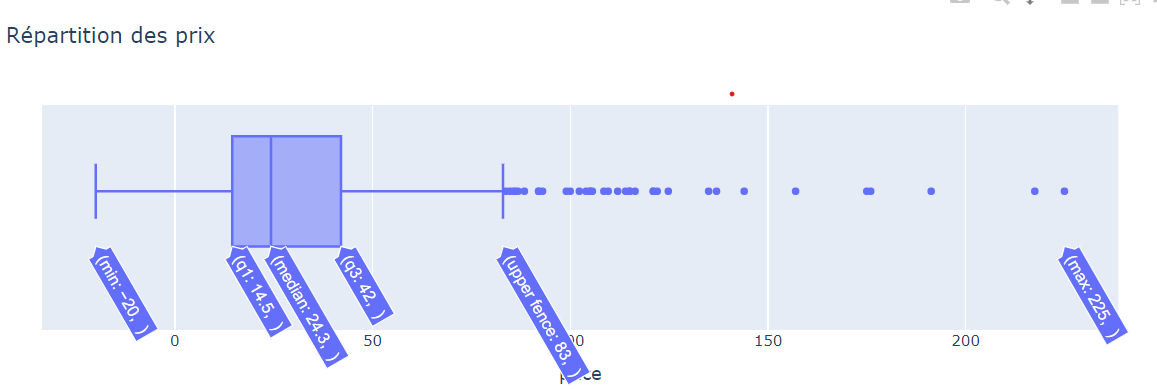 Répartition des prix
(min: −20, )
(q1: 14.5, )
(median: 24.3, )
(q3: 42, )
(upper fence: 83, )
(max: 225, )
0
50
150
200